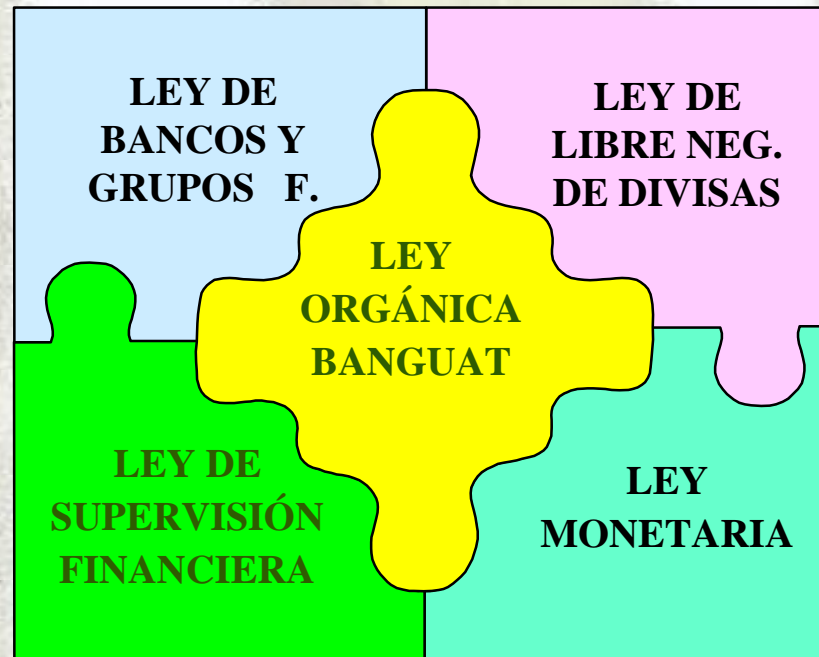 LEY DE
BANCOS Y
GRUPOS F.
LEY DE
LIBRE NEG.
DE DIVISAS
LEY
ORGÁNICA
BANGUAT
LEY DE
SUPERVISIÓN
FINANCIERA
LEY
MONETARIA